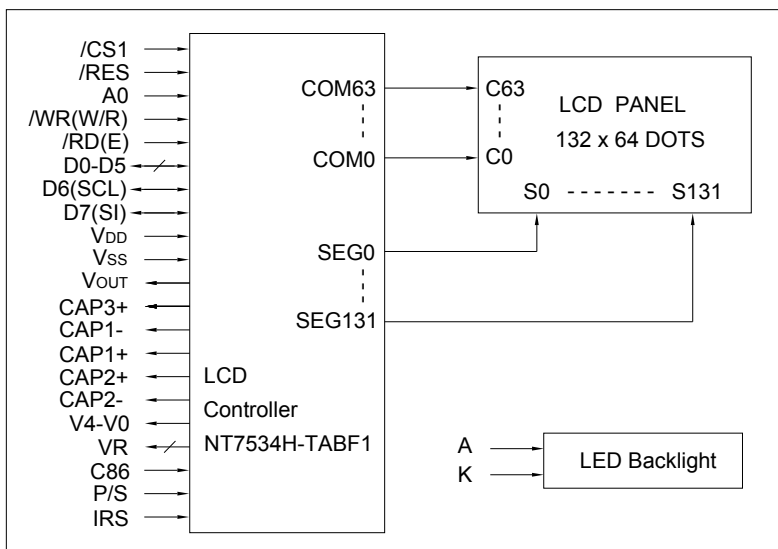 /CS1
/RES
A0
/WR(W/R)
/RD(E)
D0-D5
D6(SCL)
D7(SI)
VDD
VSS
VOUT
CAP3+
CAP1-
CAP1+
CAP2+
CAP2-
V4-V0
VR
C86
P/S
IRS
COM63
COM0
SEG0
SEG131
LCD
Controller
NT7534H-TABF1
C63
C0
LCD PANEL
132 x 64 DOTS
S0 S131
A
K
LED Backlight